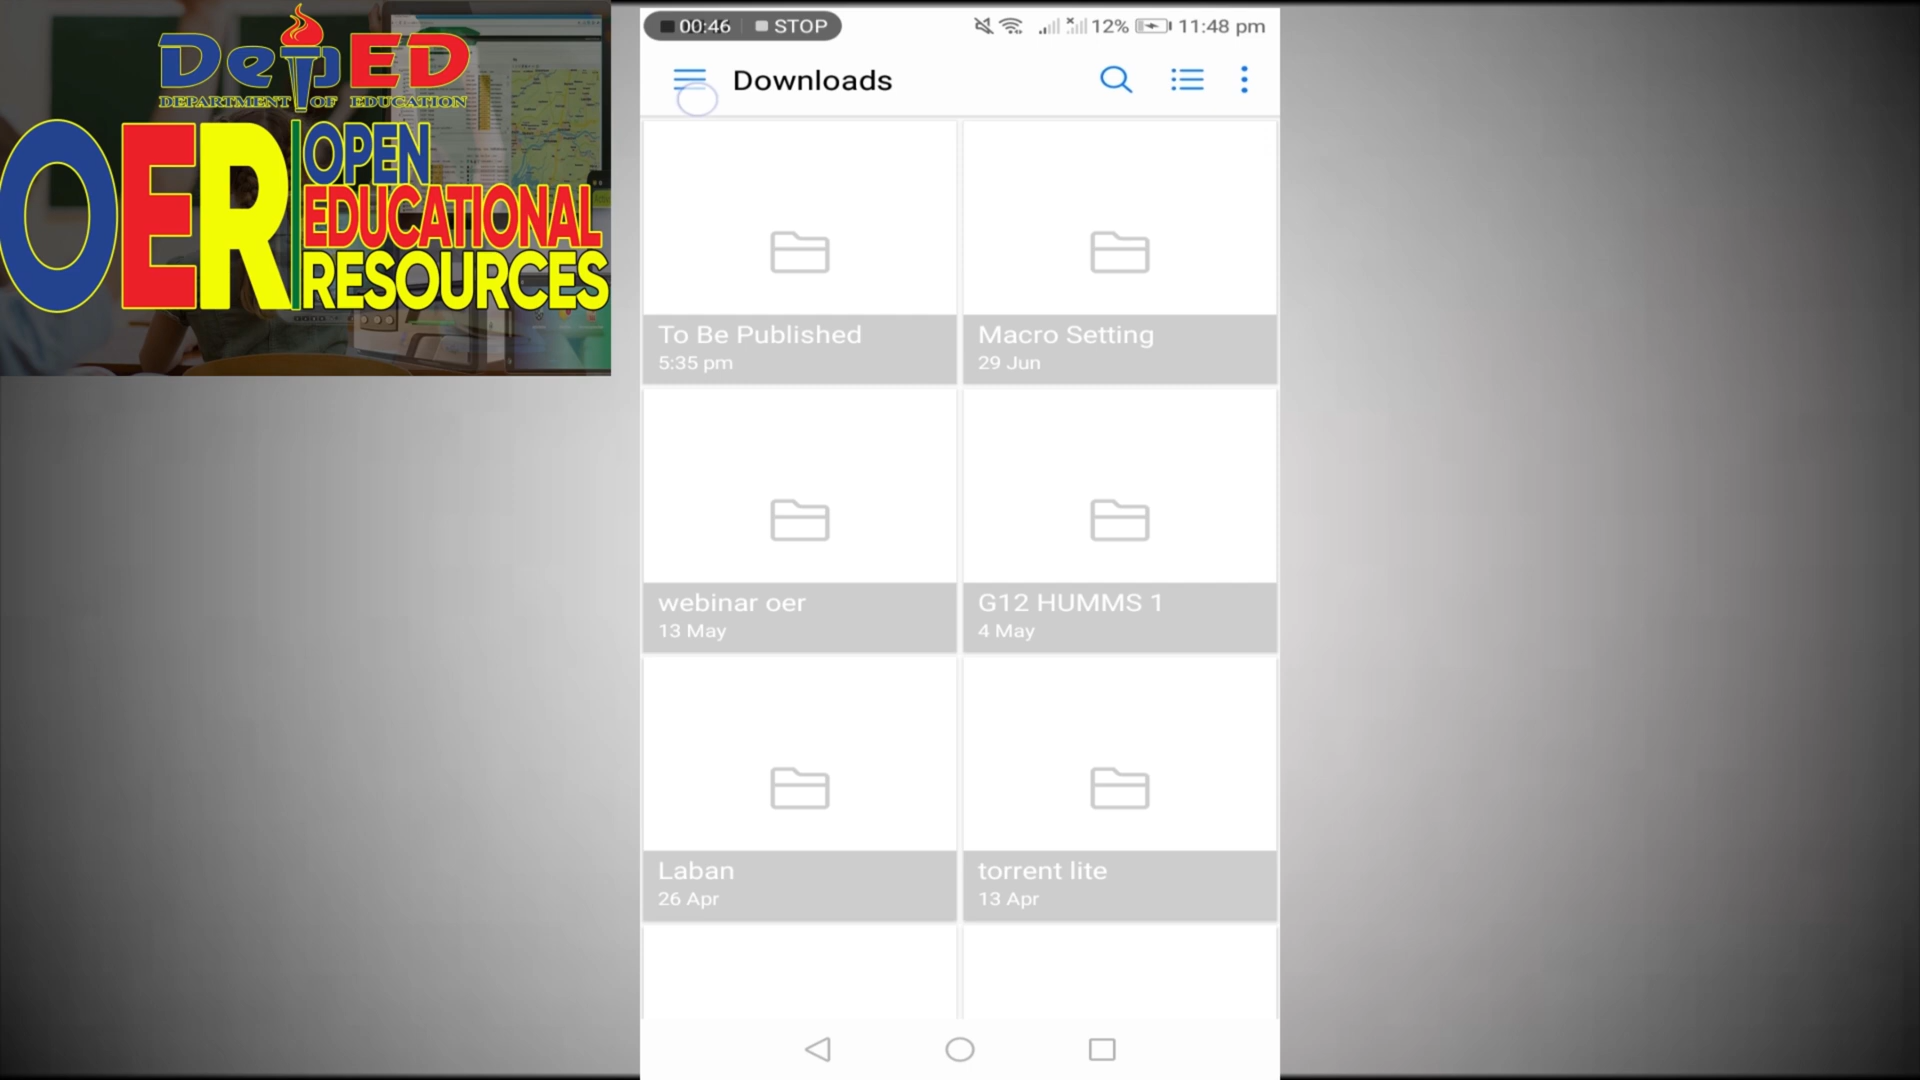 DepED
DEPARTMENT OF EDUCATION
OER
OPEN
EDUCATIONAL
RESOURCES
00:46 STOP
12% 11:48 pm
Downloads
To Be Published
5:35 pm
Macro Setting
29 Jun
webinar oer
13 May
G12 HUMMS 1
4 May
Laban
26 Apr
torrent lite
13 Apr